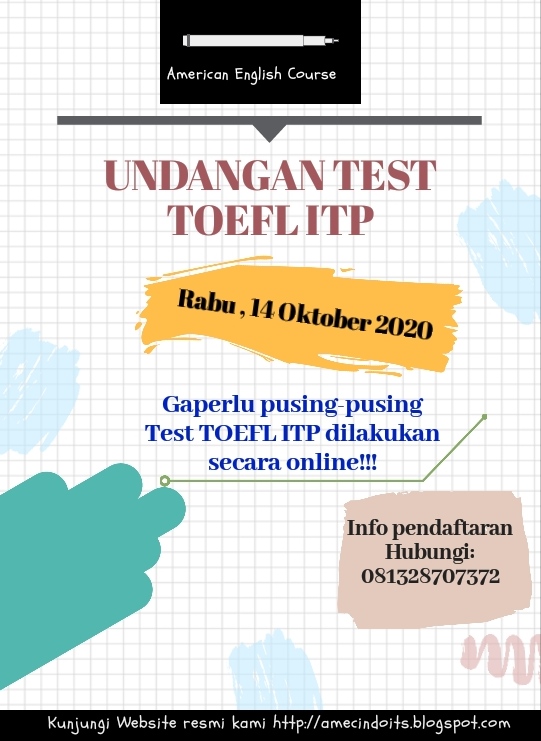 American English Course
UNDANGAN TEST
TOEFL ITP
Rabu , 14 Oktober 2020
Gaperlu pusing-pusing
Test TOEFL ITP dilakukan
secara online!!!
Info pendaftaran
Hubungi:
081328707372
Kunjungi Website resmi kami http://amecindoits.blogspot.com